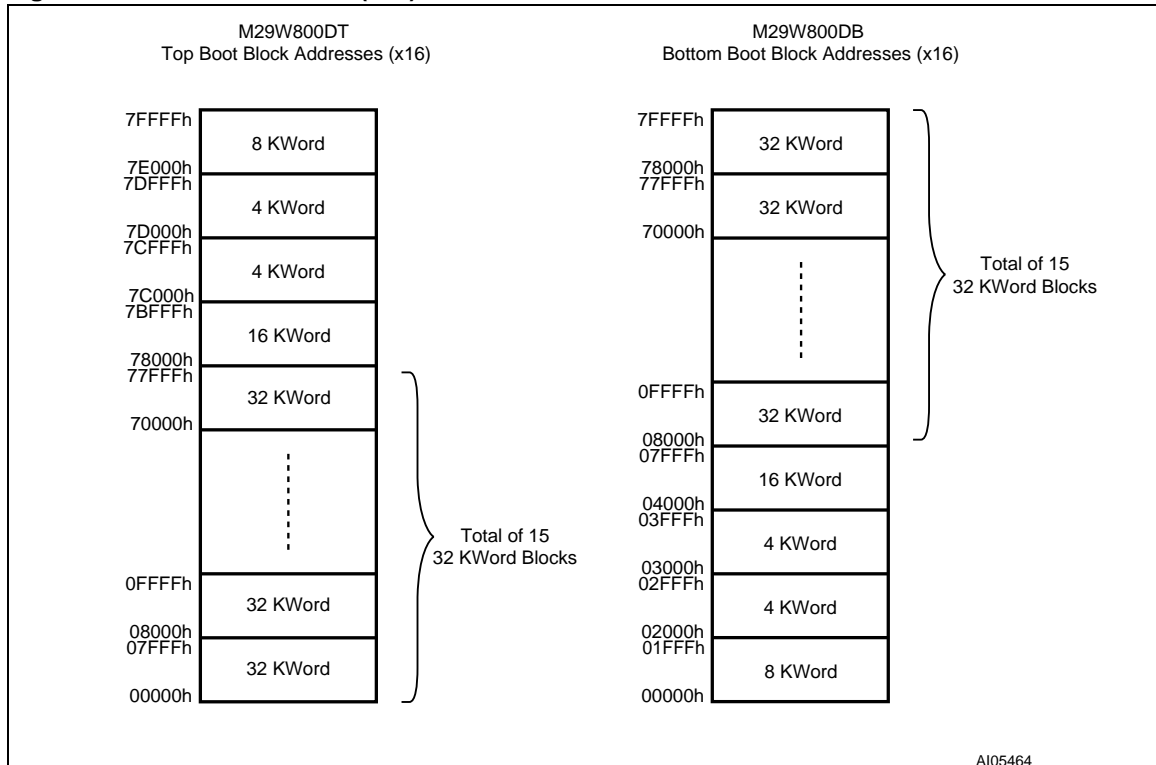 M29W800DT
Top Boot Block Addresses (x16)
7FFFFh
8 KWord
7E000h
7DFFFh
4 KWord
7D000h
7CFFFh
4 KWord
7C000h
7BFFFh
16 KWord
78000h
77FFFh
32 KWord
70000h
Total of 15
32 KWord Blocks
0FFFFh
32 KWord
08000h
07FFFh
32 KWord
00000h
M29W800DB
Bottom Boot Block Addresses (x16)
7FFFFh
32 KWord
78000h
77FFFh
32 KWord
70000h
Total of 15
32 KWord Blocks
0FFFFh
32 KWord
08000h
07FFFh
16 KWord
04000h
03FFFh
4 KWord
03000h
02FFFh
4 KWord
02000h
01FFFh
8 KWord
00000h
AI05464